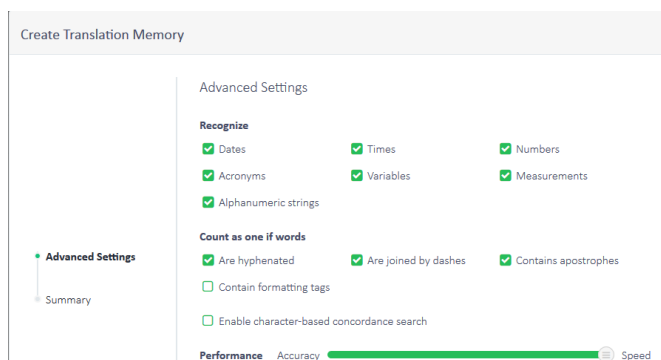 Create Translation Memory
Advanced Settings
Recognize
Dates Times Numbers
Acronyms Variables Measurements
Alphanumeric strings
Count as one if words
Advanced Settings
Are hyphenated Are joined by dashes Contains apostrophes
Contain formatting tags
Summary
Enable character-based concordance search
Performance Accuracy Speed